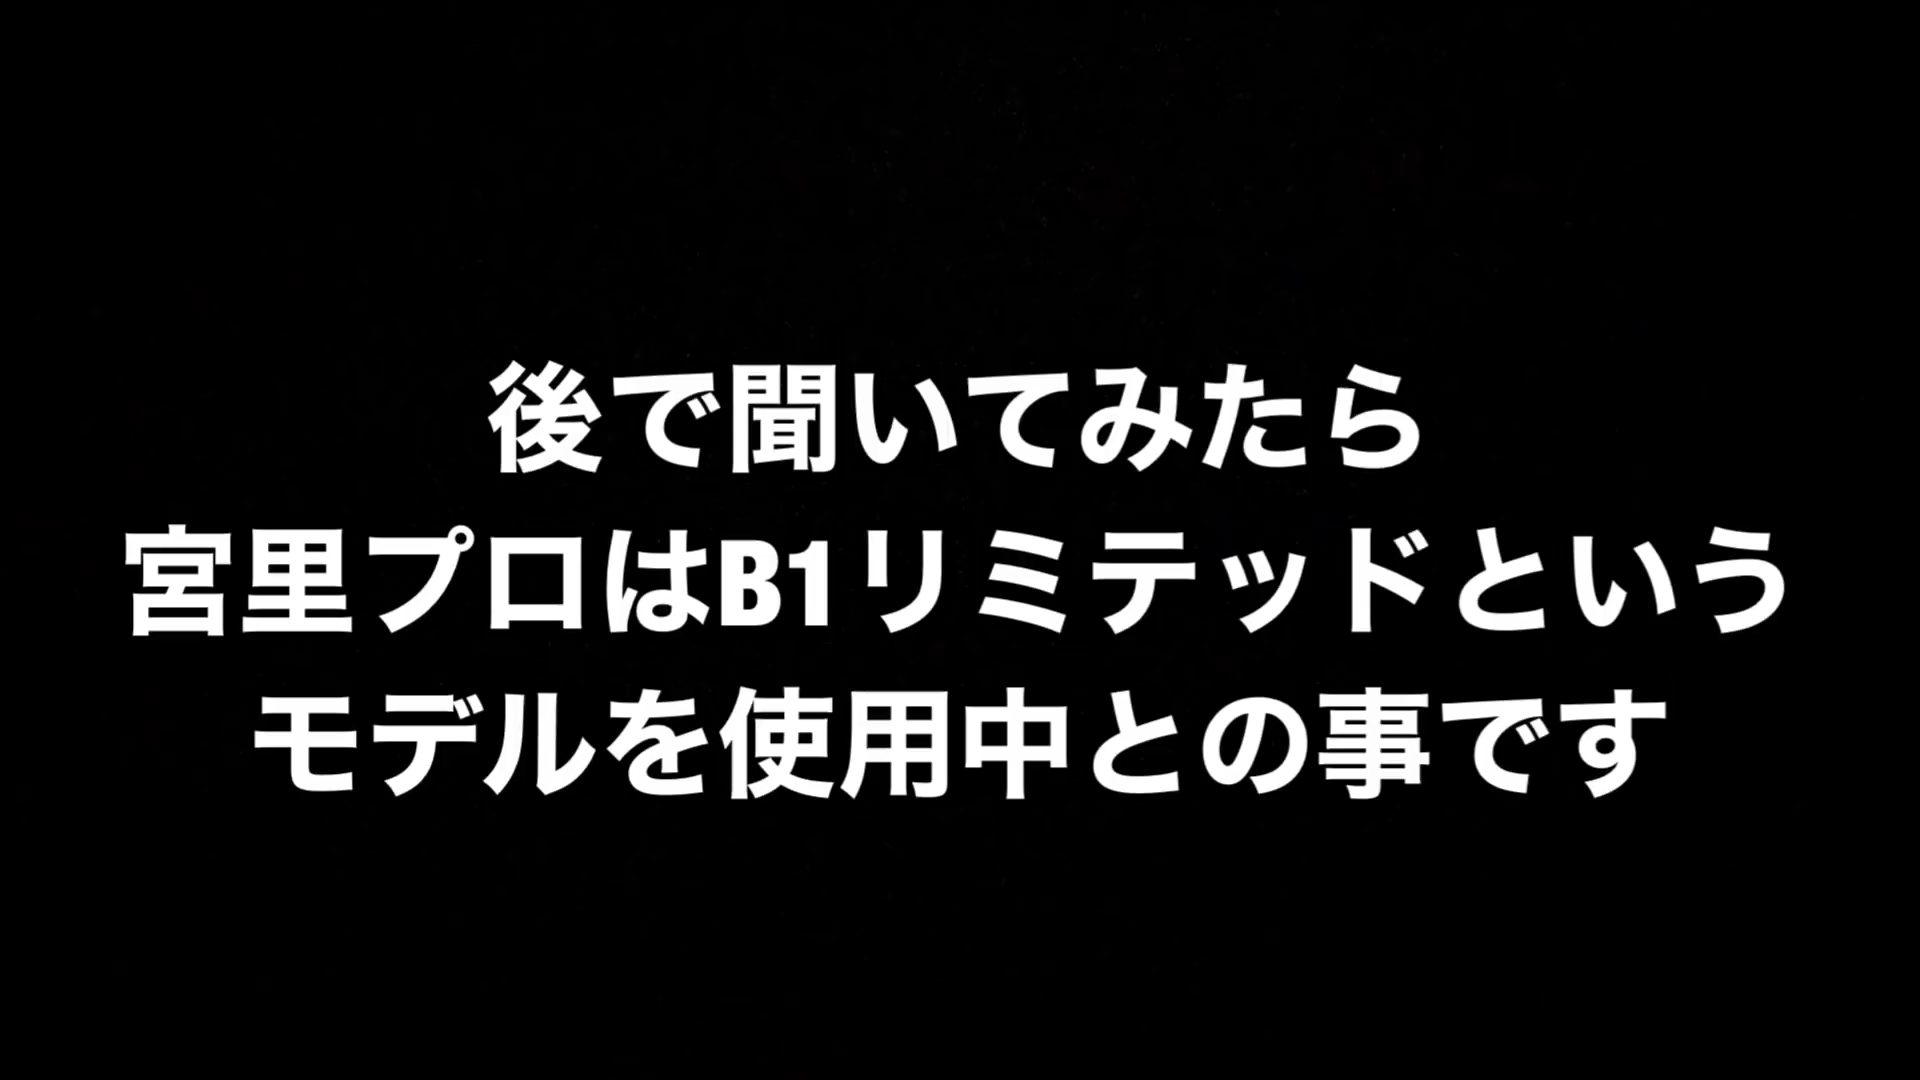 後で聞いてみたら
宮里プロはB1リミテッドという
モデルを使用中との事です